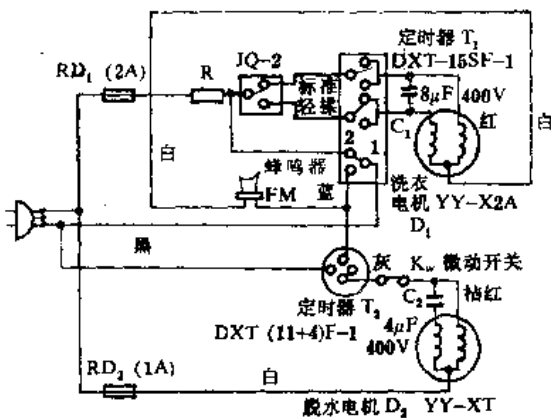 定时器 T₁
JQ-2
DXT-15SF-1
RD₁ (2A)
R
标准
轻揉
8μF
400V
C₁
红
白
白
2
1
蜂鸣器
FM
蓝
洗衣
电机 YY-X2A
D₁
黑
灰
Kw 微动开关
定时器 T₂
DXT (11+4)F-1
C₂
桔红
4μF
400V
RD₂ (1A)
白
脱水电机 D₂ YY-XT